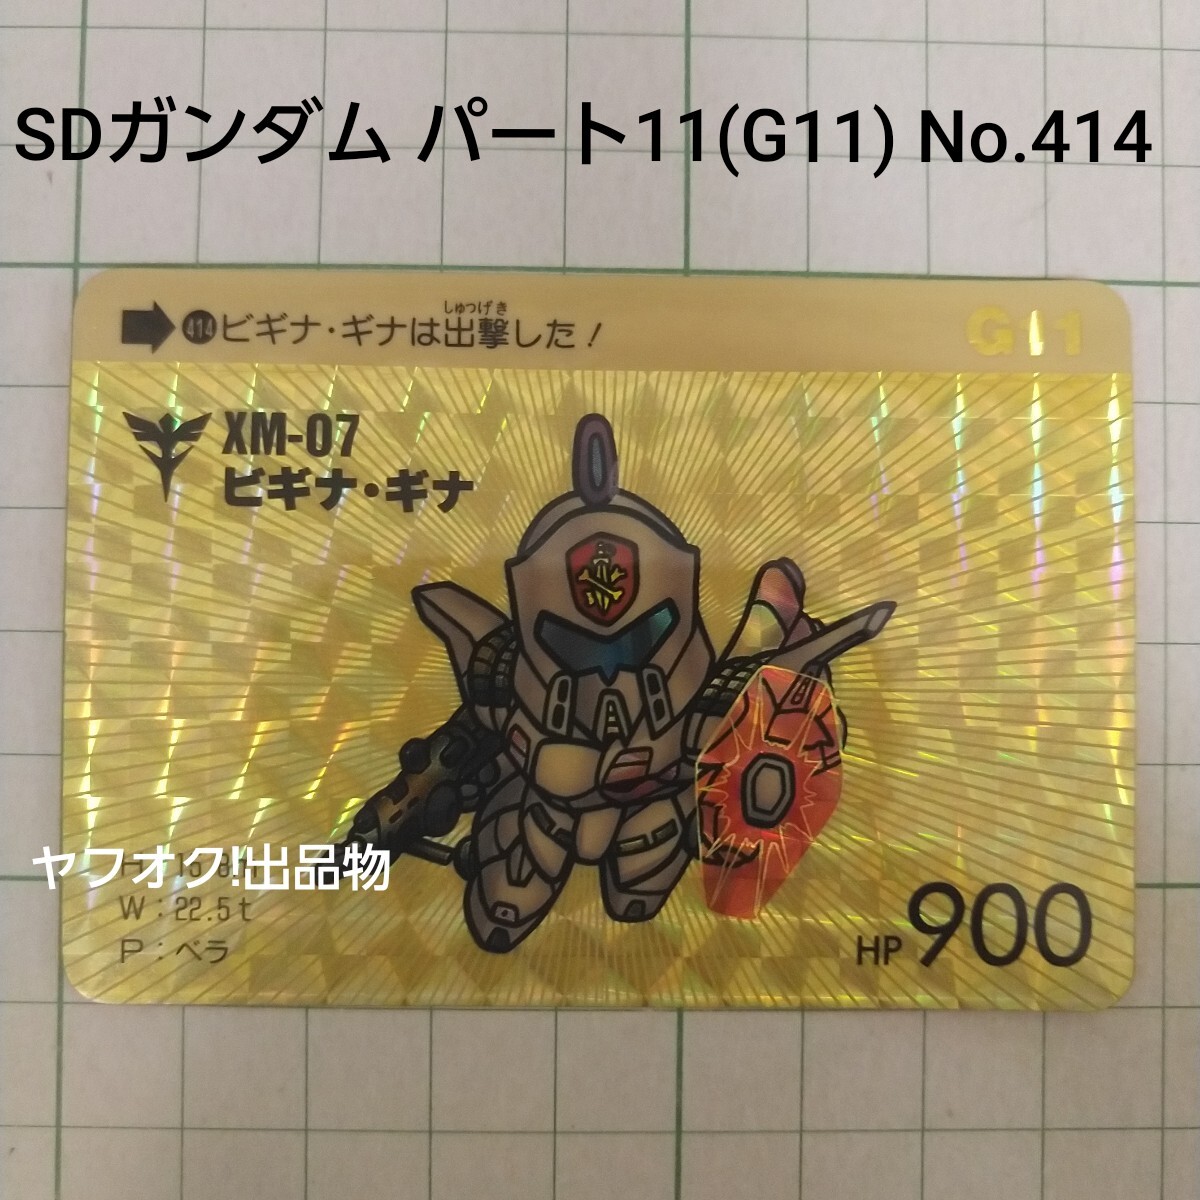 SDガンダム パート11(G11) No.414
414 ビギナ・ギナは出撃した!
しゅつげき
G11
XM-07
ビギナ・ギナ
ヤフオク!出品物
W:22.5t
P:ベラ
HP 900